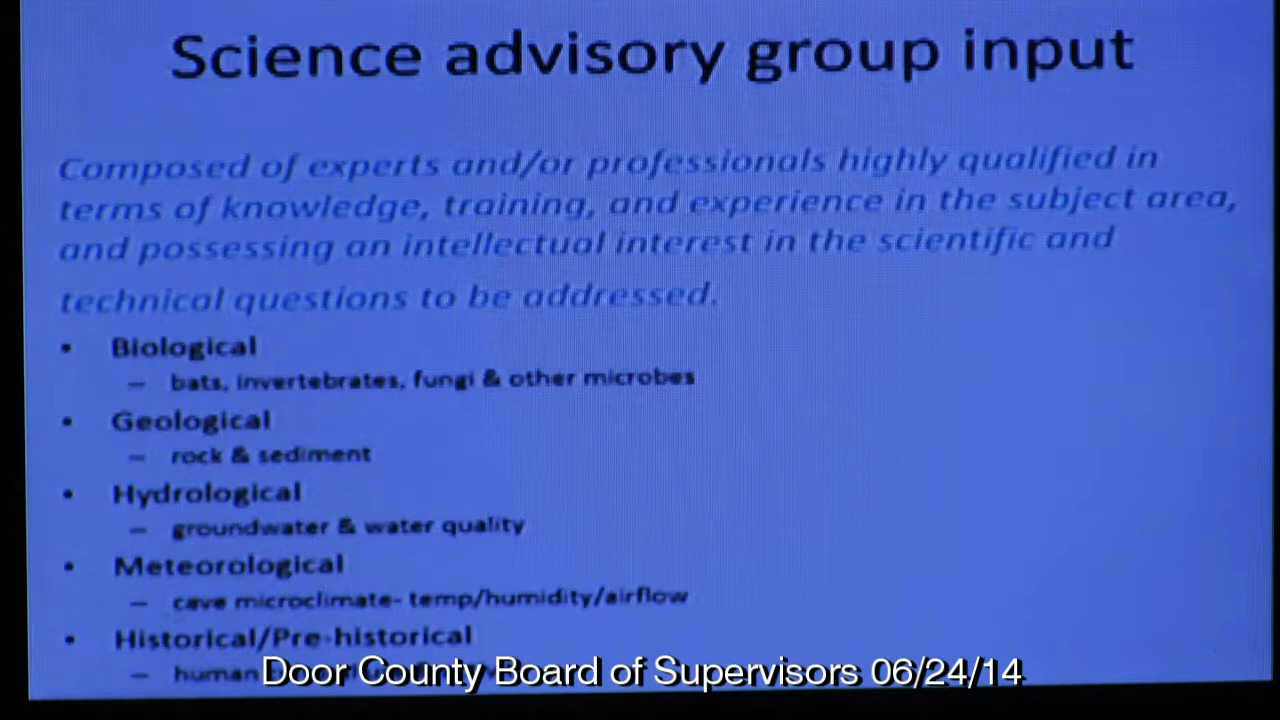 Science advisory group input
Composed of experts and/or professionals highly qualified in
terms of knowledge, training, and experience in the subject area,
and possessing an intellectual interest in the scientific and
technical questions to be addressed.
• Biological
– bats, invertebrates, fungi & other microbes
• Geological
– rock & sediment
• Hydrological
– groundwater & water quality
• Meteorological
– cave microclimate- temp/humidity/airflow
• Historical/Pre-historical
– human
Door County Board of Supervisors 06/24/14